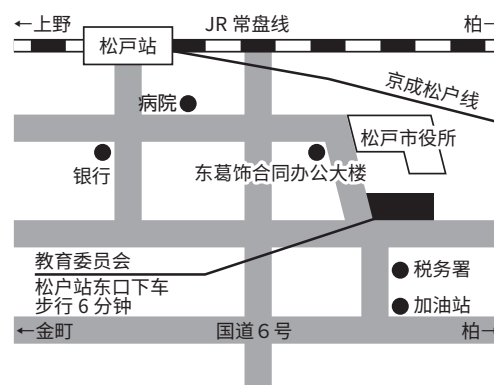 ←上野
JR 常盘线
柏→
松戸站
京成松户线
病院
松戸市役所
银行
东葛饰合同办公大楼
教育委员会
松户站东口下车
步行 6 分钟
税务署
加油站
←金町
国道 6 号
柏→